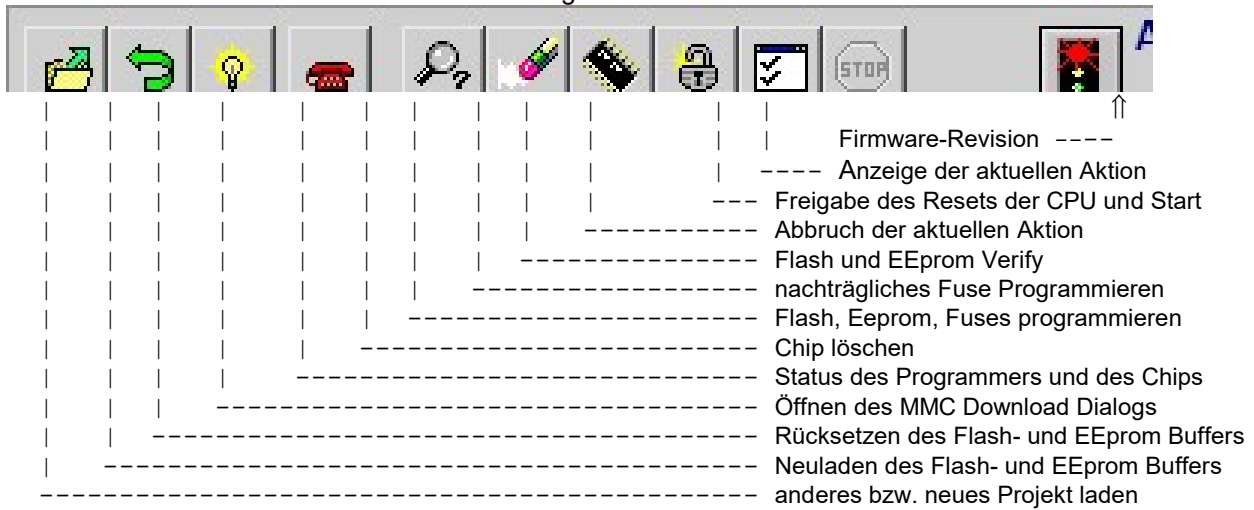 STOP
Firmware-Revision
Anzeige der aktuellen Aktion
Freigabe des Resets der CPU und Start
Abbruch der aktuellen Aktion
Flash und EEprom Verify
nachträgliches Fuse Programmieren
Flash, Eeprom, Fuses programmieren
Chip löschen
Status des Programmers und des Chips
Öffnen des MMC Download Dialogs
Rücksetzen des Flash- und EEprom Buffers
Neuladen des Flash- und EEprom Buffers
anderes bzw. neues Projekt laden